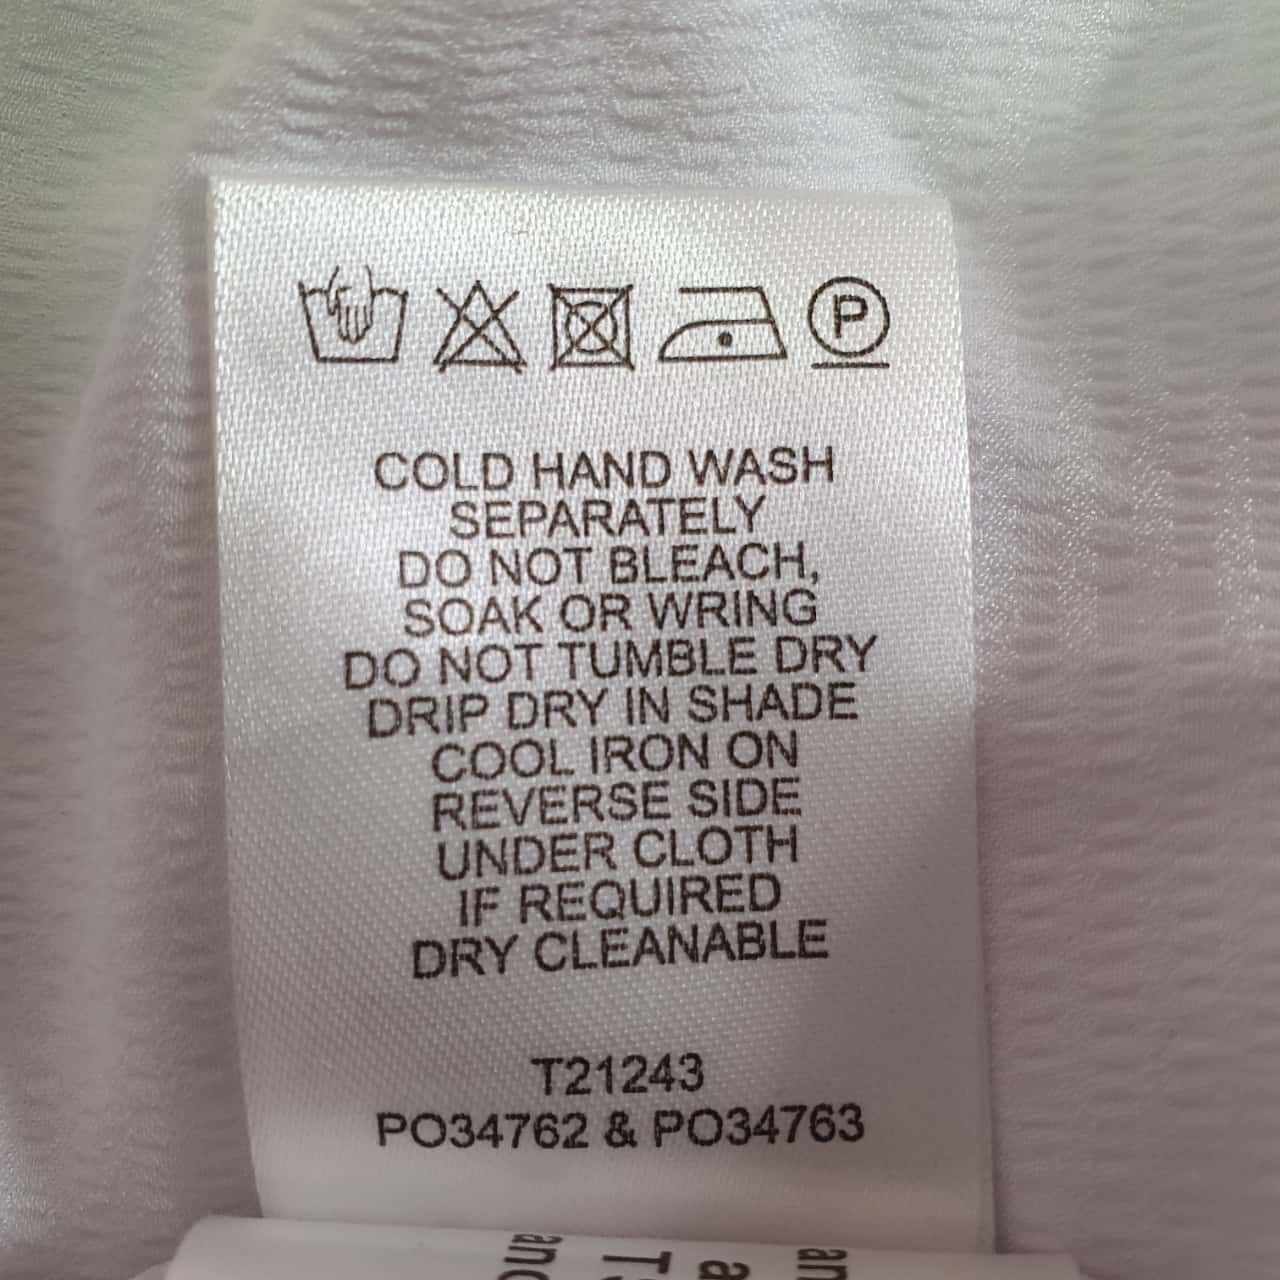 P
COLD HAND WASH
SEPARATELY
DO NOT BLEACH,
SOAK OR WRING
DO NOT TUMBLE DRY
DRIP DRY IN SHADE
COOL IRON ON
REVERSE SIDE
UNDER CLOTH
IF REQUIRED
DRY CLEANABLE
T21243
PO34762 & PO34763